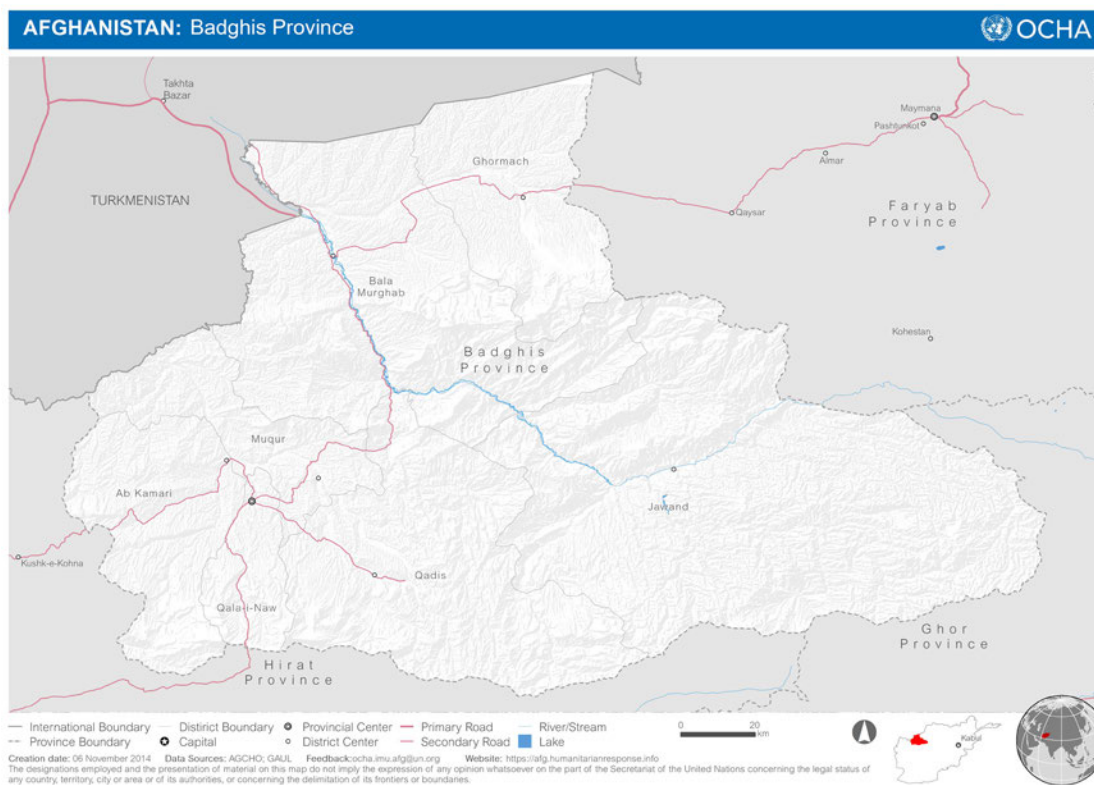 AFGHANISTAN: Badghis Province
OCHA
Takhta
Bazar
Maymana
Pashtunkot
Almar
Ghormach
TURKMENISTAN
Qaysar
Faryab
Province
Bala
Murghab
Kohestan
Badghis
Province
Muqur
Ab Kamari
Jawand
Kushk-e-Kohna
Qadis
Qala-i-Naw
Ghor
Province
Hirat
Province
International Boundary
District Boundary
Provincial Center
Primary Road
River/Stream
0 20
km
Province Boundary
Capital
District Center
Secondary Road
Lake
Kabul
Creation date: 06 November 2014 Data Sources: AGCHO; GAUL Feedback:ocha.imu.afg@un.org Website: https://afg.humanitarianresponse.info
The designations employed and the presentation of material on this map do not imply the expression of any opinion whatsoever on the part of the Secretariat of the United Nations concerning the legal status of
any country, territory, city or area or of its authorities, or concerning the delimitation of its frontiers or boundaries.